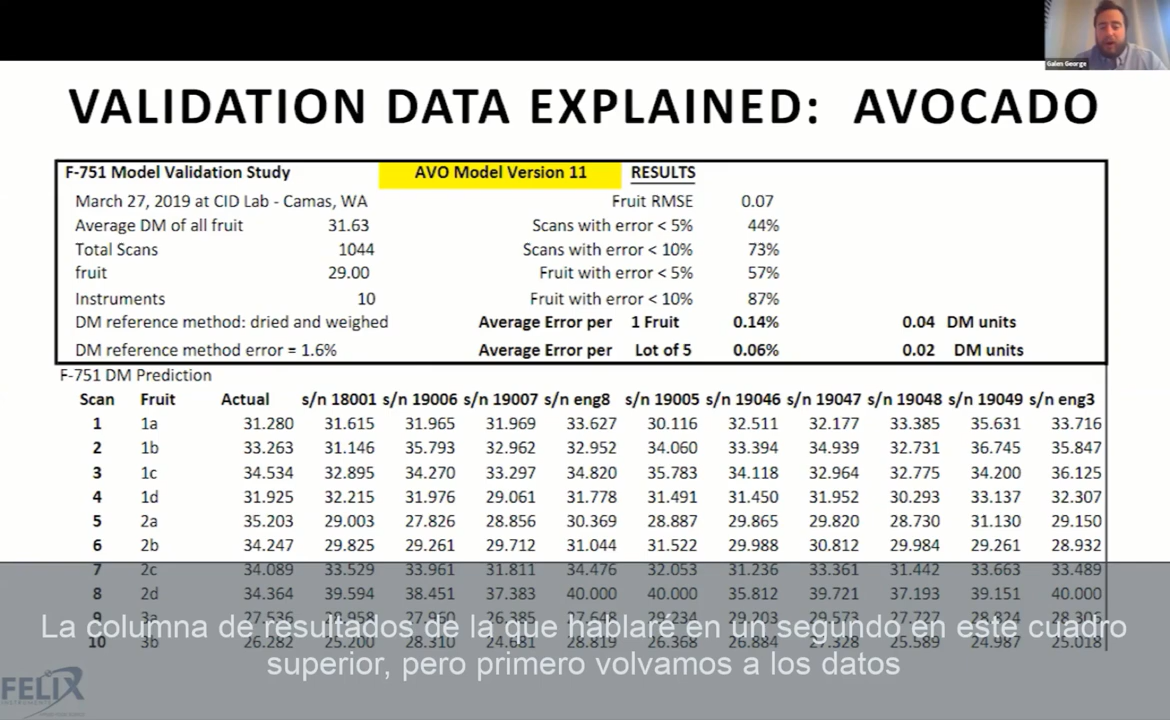 Galen George
VALIDATION DATA EXPLAINED: AVOCADO
F-751 Model Validation Study AVO Model Version 11 RESULTS
March 27, 2019 at CID Lab - Camas, WA Fruit RMSE 0.07
Average DM of all fruit 31.63 Scans with error < 5% 44%
Total Scans 1044 Scans with error < 10% 73%
fruit 29.00 Fruit with error < 5% 57%
Instruments 10 Fruit with error < 10% 87%
DM reference method: dried and weighed Average Error per 1 Fruit 0.14% 0.04 DM units
DM reference method error = 1.6% Average Error per Lot of 5 0.06% 0.02 DM units
F-751 DM Prediction
Scan Fruit Actual s/n 18001 s/n 19006 s/n 19007 s/n eng8 s/n 19005 s/n 19046 s/n 19047 s/n 19048 s/n 19049 s/n eng3
1 1a 31.280 31.615 31.965 31.969 33.627 30.116 32.511 32.177 33.385 35.631 33.716
2 1b 33.263 31.146 35.793 32.962 32.952 34.060 33.394 34.939 32.731 36.745 35.847
3 1c 34.534 32.895 34.270 33.297 34.820 35.783 34.118 32.964 32.775 34.200 36.125
4 1d 31.925 32.215 31.976 29.061 31.778 31.491 31.450 31.952 30.293 33.137 32.307
5 2a 35.203 29.003 27.826 28.856 30.369 28.887 29.865 29.820 28.730 31.130 29.150
6 2b 34.247 29.825 29.261 29.712 31.044 31.522 29.988 30.812 29.984 29.261 28.932
7 2c 34.089 33.529 33.961 31.811 34.476 32.053 31.236 33.361 31.442 33.663 33.489
8 2d 34.364 39.594 38.451 37.383 40.000 40.000 35.812 39.721 37.193 39.151 40.000
9 3a 27.536 27.960 26.385 27.648 29.234 29.203 29.573 27.727
10 3b 26.282 25.200 28.310 24.681 28.819 26.368 26.884 27.328 25.589 24.987 25.018
La columna de resultados de la que hablaré en un segundo en este cuadro
superior, pero primero volvamos a los datos
FELIX